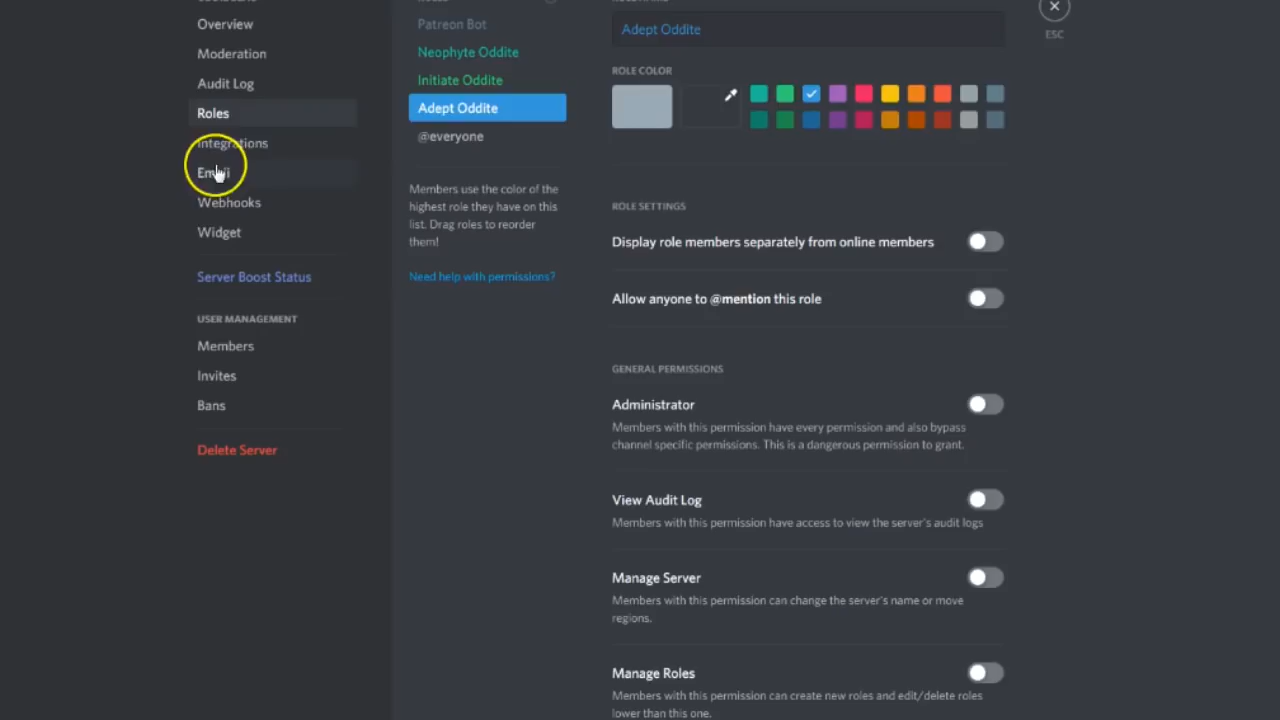 Overview
Moderation
Audit Log
Roles
Integrations
Emoji
Webhooks
Widget
Server Boost Status
USER MANAGEMENT
Members
Invites
Bans
Delete Server
Patreon Bot
Neophyte Oddite
Initiate Oddite
Adept Oddite
@everyone
Members use the color of the
highest role they have on this
list. Drag roles to reorder
them!
Need help with permissions?
Adept Oddite
ROLE COLOR
ROLE SETTINGS
Display role members separately from online members
Allow anyone to @mention this role
GENERAL PERMISSIONS
Administrator
Members with this permission have every permission and also bypass
channel specific permissions. This is a dangerous permission to grant.
View Audit Log
Members with this permission have access to view the server's audit logs
Manage Server
Members with this permission can change the server's name or move
regions.
Manage Roles
Members with this permission can create new roles and edit/delete roles
lower than this one.
ESC